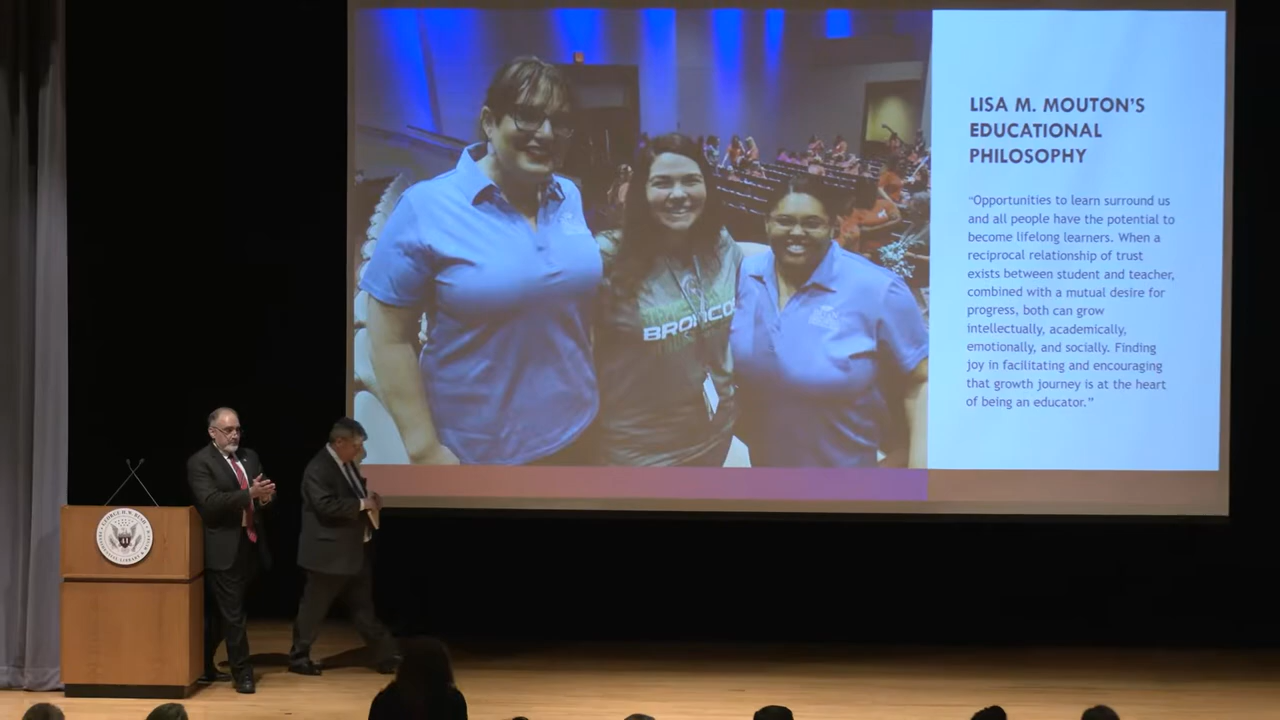 LISA M. MOUTON'S
EDUCATIONAL
PHILOSOPHY
"Opportunities to learn surround us
and all people have the potential to
become lifelong learners. When a
reciprocal relationship of trust
exists between student and teacher,
combined with a mutual desire for
progress, both can grow
intellectually, academically,
emotionally, and socially. Finding
joy in facilitating and encouraging
that growth journey is at the heart
of being an educator."
BRONCO
GEORGE H.W. BUSH